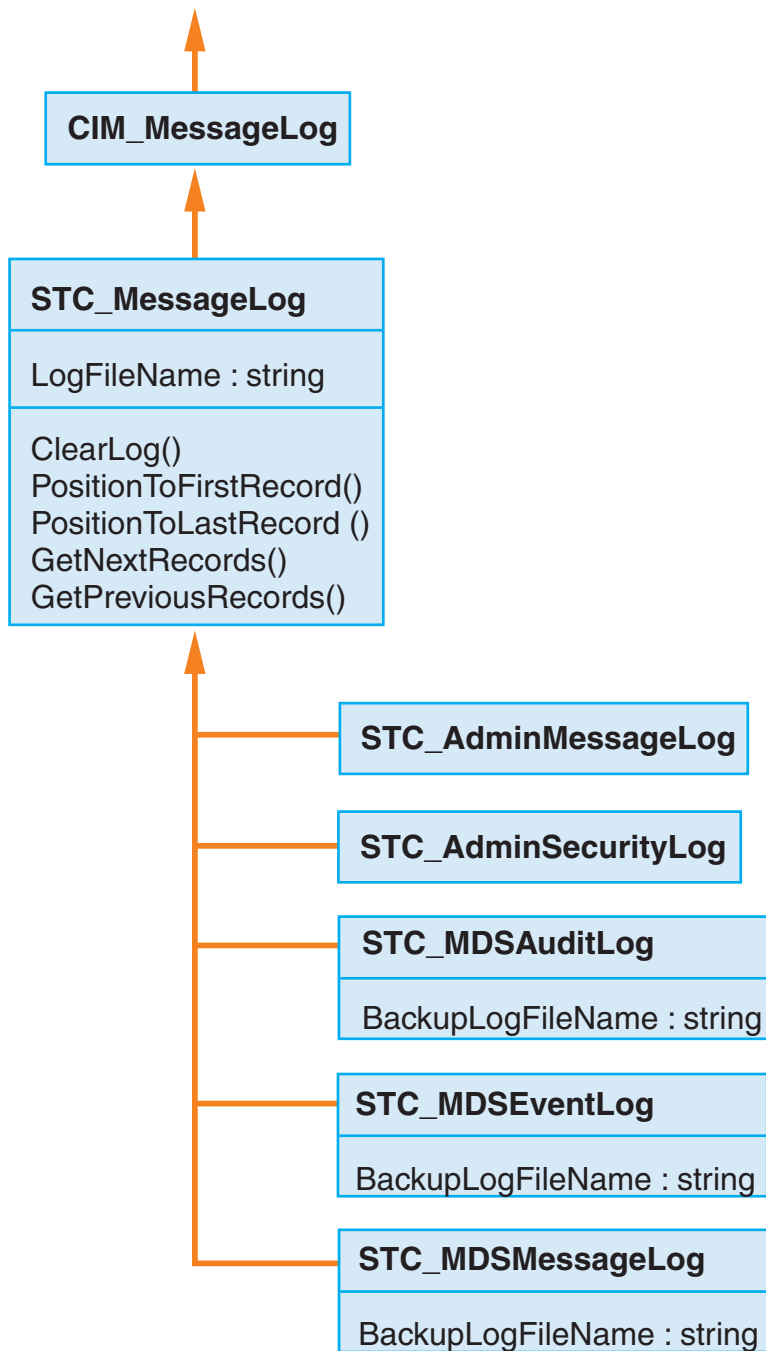 CIM_MessageLog
STC_MessageLog
LogFileName : string
ClearLog()
PositionToFirstRecord()
PositionToLastRecord ()
GetNextRecords()
GetPreviousRecords()
STC_AdminMessageLog
STC_AdminSecurityLog
STC_MDSAuditLog
BackupLogFileName : string
STC_MDSEventLog
BackupLogFileName : string
STC_MDSMessageLog
BackupLogFileName : string